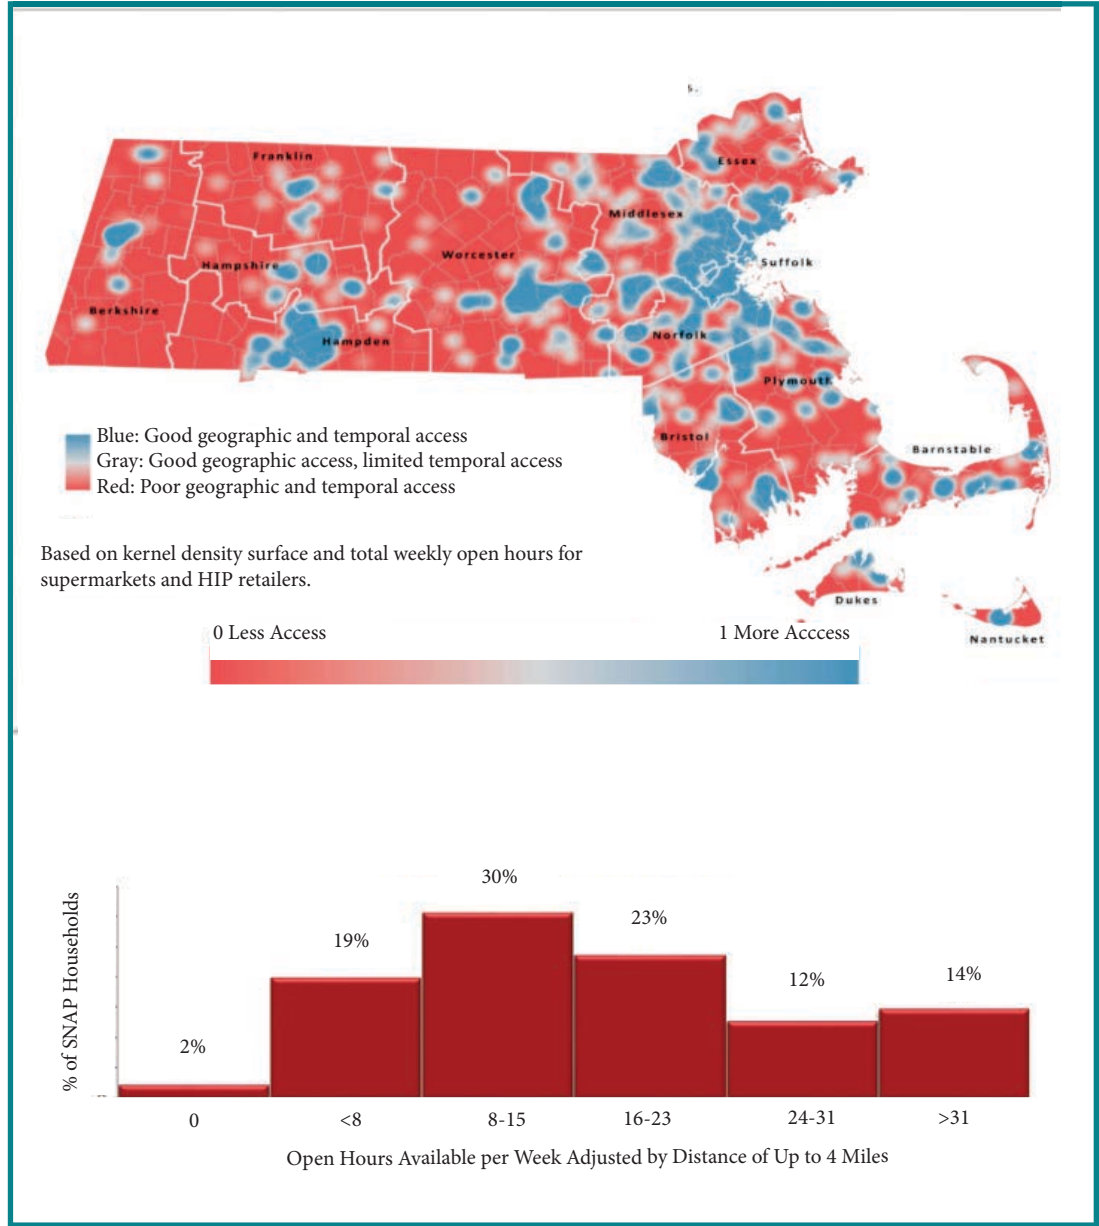 s.
Franklin
Essex
Middlesex
Worcester
Hampshire
Suffolk
Berkshire
Norfolk
Hampden
Plymouth
Bristol
Barnstable
Dukes
Nantucket
Blue: Good geographic and temporal access
Gray: Good geographic access, limited temporal access
Red: Poor geographic and temporal access
Based on kernel density surface and total weekly open hours for
supermarkets and HIP retailers.
0 Less Access
1 More Acccess
% of SNAP Households
2%
19%
30%
23%
12%
14%
0
<8
8-15
16-23
24-31
>31
Open Hours Available per Week Adjusted by Distance of Up to 4 Miles